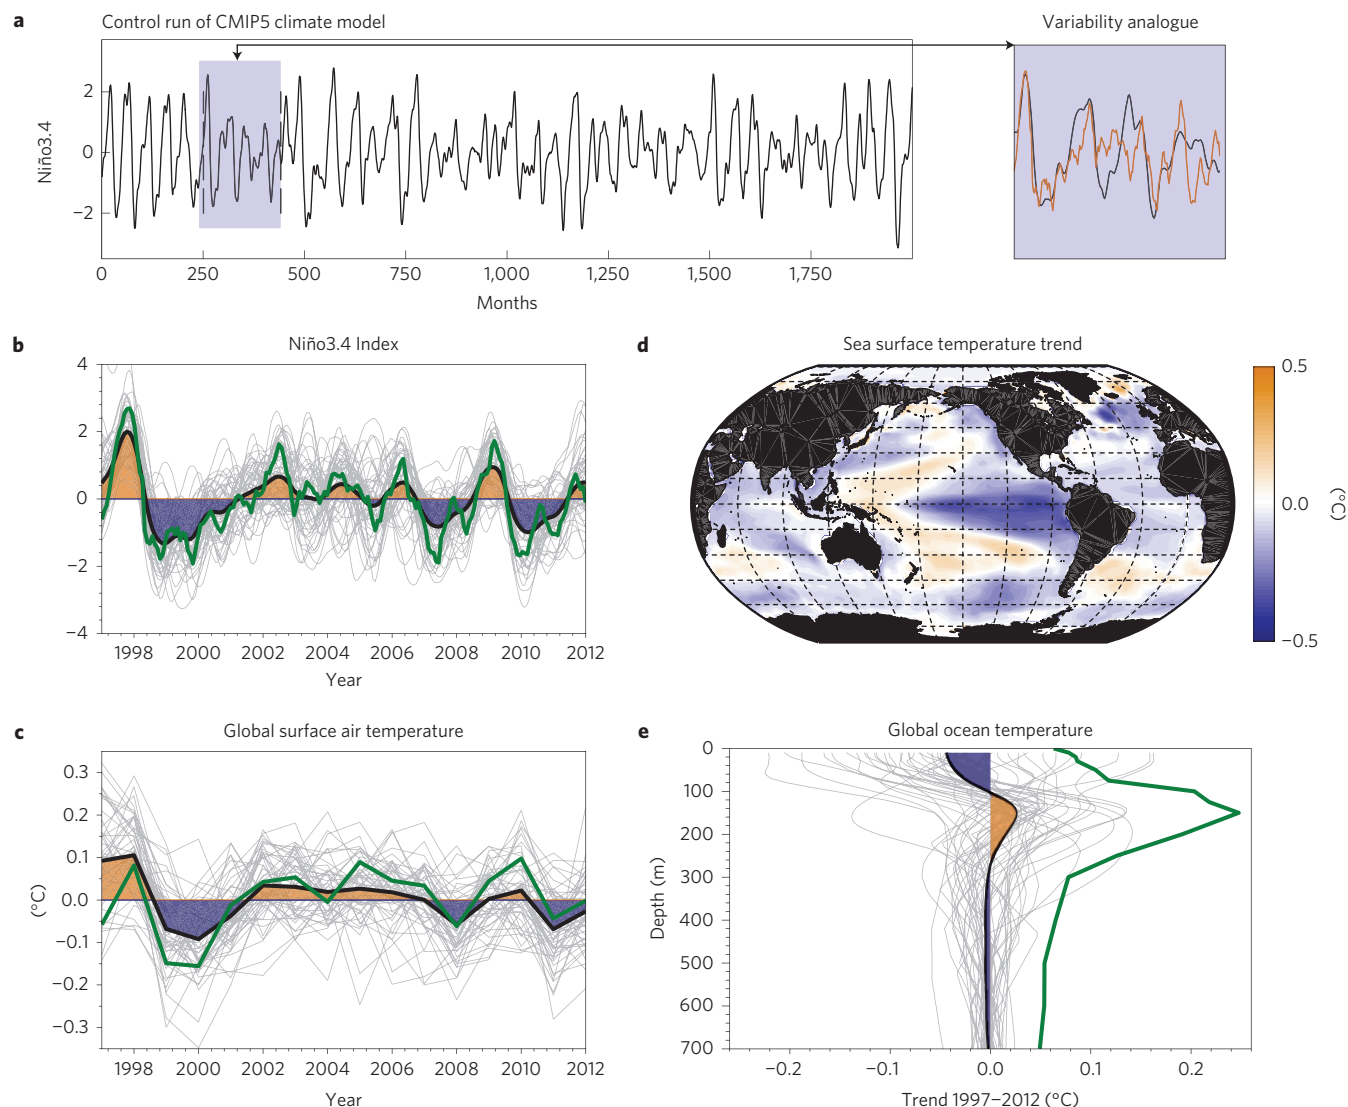 a Control run of CMIP5 climate model
Variability analogue
Niño3.4
2
0
−2
0 250 500 750 1,000 1,250 1,500 1,750
Months
b Niño3.4 Index
4
2
0
−2
−4
1998 2000 2002 2004 2006 2008 2010 2012
Year
d Sea surface temperature trend
0.5
0.0
−0.5
(°C)
c Global surface air temperature
(°C)
0.3
0.2
0.1
0.0
−0.1
−0.2
−0.3
1998 2000 2002 2004 2006 2008 2010 2012
Year
e Global ocean temperature
Depth (m)
0
100
200
300
400
500
600
700
−0.2 −0.1 0.0 0.1 0.2
Trend 1997–2012 (°C)